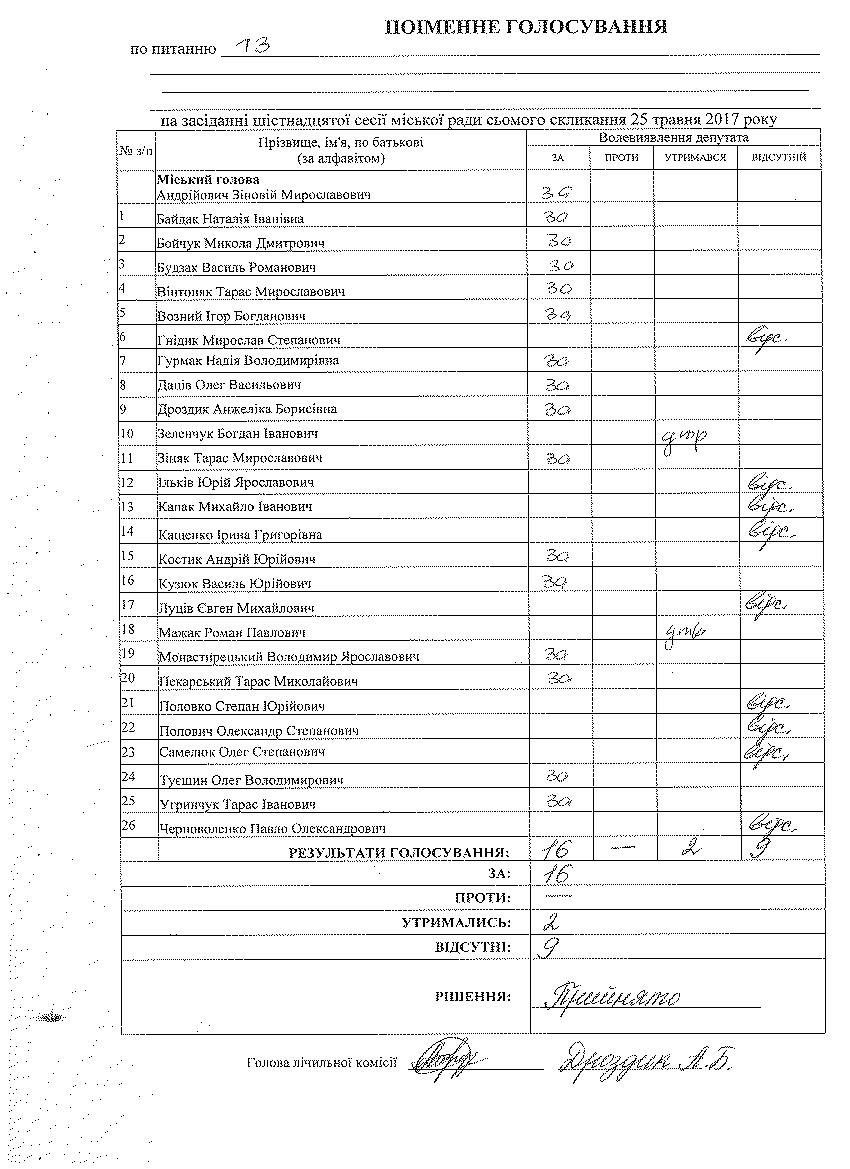 ПОІМЕННЕ ГОЛОСУВАННЯ
по питанню 13
на засіданні шістнадцятої сесії міської ради сьомого скликання 25 травня 2017 року
№ з/п Прізвище, ім'я, по батькові (за алфавітом) Волевиявлення депутата
ЗА ПРОТИ УТРИМАВСЯ ВІДСУТНІЙ
Міський голова
Андрійович Зіновій Мирославович за
1 Байдак Наталія Іванівна за
2 Бойчук Микола Дмитрович за
3 Будзак Василь Романович за
4 Вінтоняк Тарас Мирославович за
5 Возний Ігор Богданович за
6 Гнідик Мирослав Степанович відс.
7 Гурмак Надія Володимирівна за
8 Даців Олег Васильович за
9 Дроздик Анжеліка Борисівна за
10 Зеленчук Богдан Іванович утр
11 Зіняк Тарас Мирославович за
12 Ільків Юрій Ярославович відс.
13 Капак Михайло Іванович відс.
14 Кащенко Ірина Григорівна відс.
15 Костик Андрій Юрійович за
16 Кузюк Василь Юрійович за
17 Луців Євген Михайлович відс.
18 Мажак Роман Павлович утр
19 Монастирецький Володимир Ярославович за
20 Пекарський Тарас Миколайович за
21 Половко Степан Юрійович відс.
22 Попович Олександр Степанович відс.
23 Самелюк Олег Степанович відс.
24 Туєшин Олег Володимирович за
25 Угринчук Тарас Іванович за
26 Черноволенко Павло Олександрович відс.
РЕЗУЛЬТАТИ ГОЛОСУВАННЯ: 16 — 2 9
ЗА: 16
ПРОТИ: —
УТРИМАЛИСЬ: 2
ВІДСУТНІ: 9
РІШЕННЯ: Прийнято
Голова лічильної комісії Дроздик А.Б.